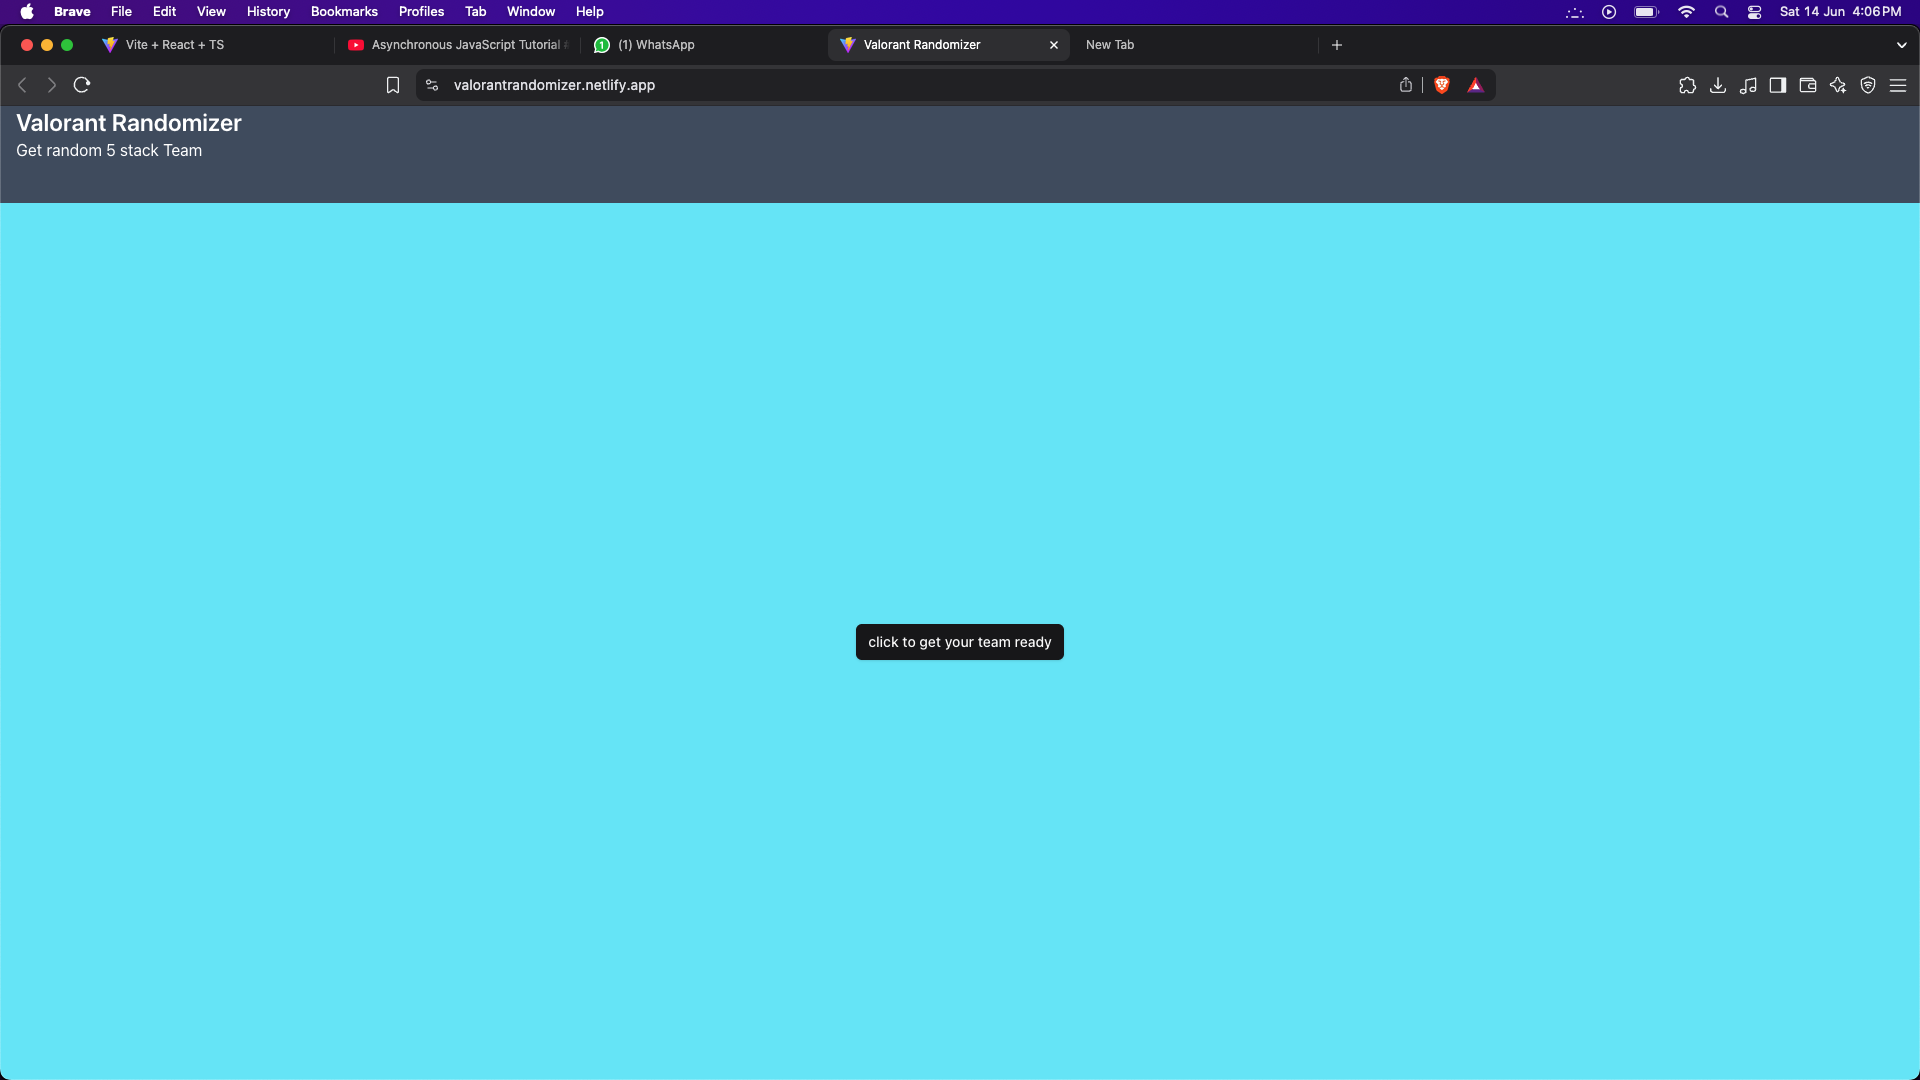 Brave File Edit View History Bookmarks Profiles Tab Window Help Sat 14 Jun 4:06 PM
Vite + React + TS Asynchronous JavaScript Tutorial (1) WhatsApp Valorant Randomizer New Tab
valorantrandomizer.netlify.app
Valorant Randomizer
Get random 5 stack Team
click to get your team ready